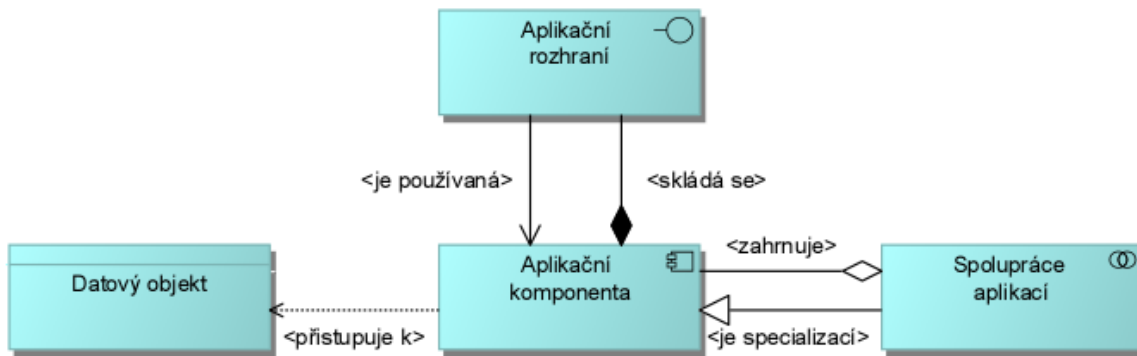 Aplikační
rozhraní
<je používaná>
<skládá se>
Datový objekt
<přistupuje k>
Aplikační
komponenta
<zahrnuje>
<je specializací>
Spolupráce
aplikací